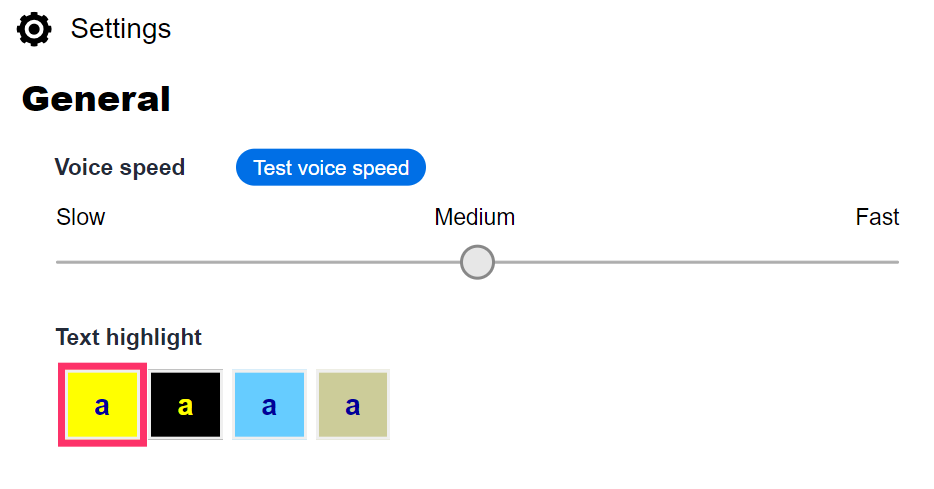 Settings
General
Voice speed Test voice speed
Slow Medium Fast
Text highlight
a a a a